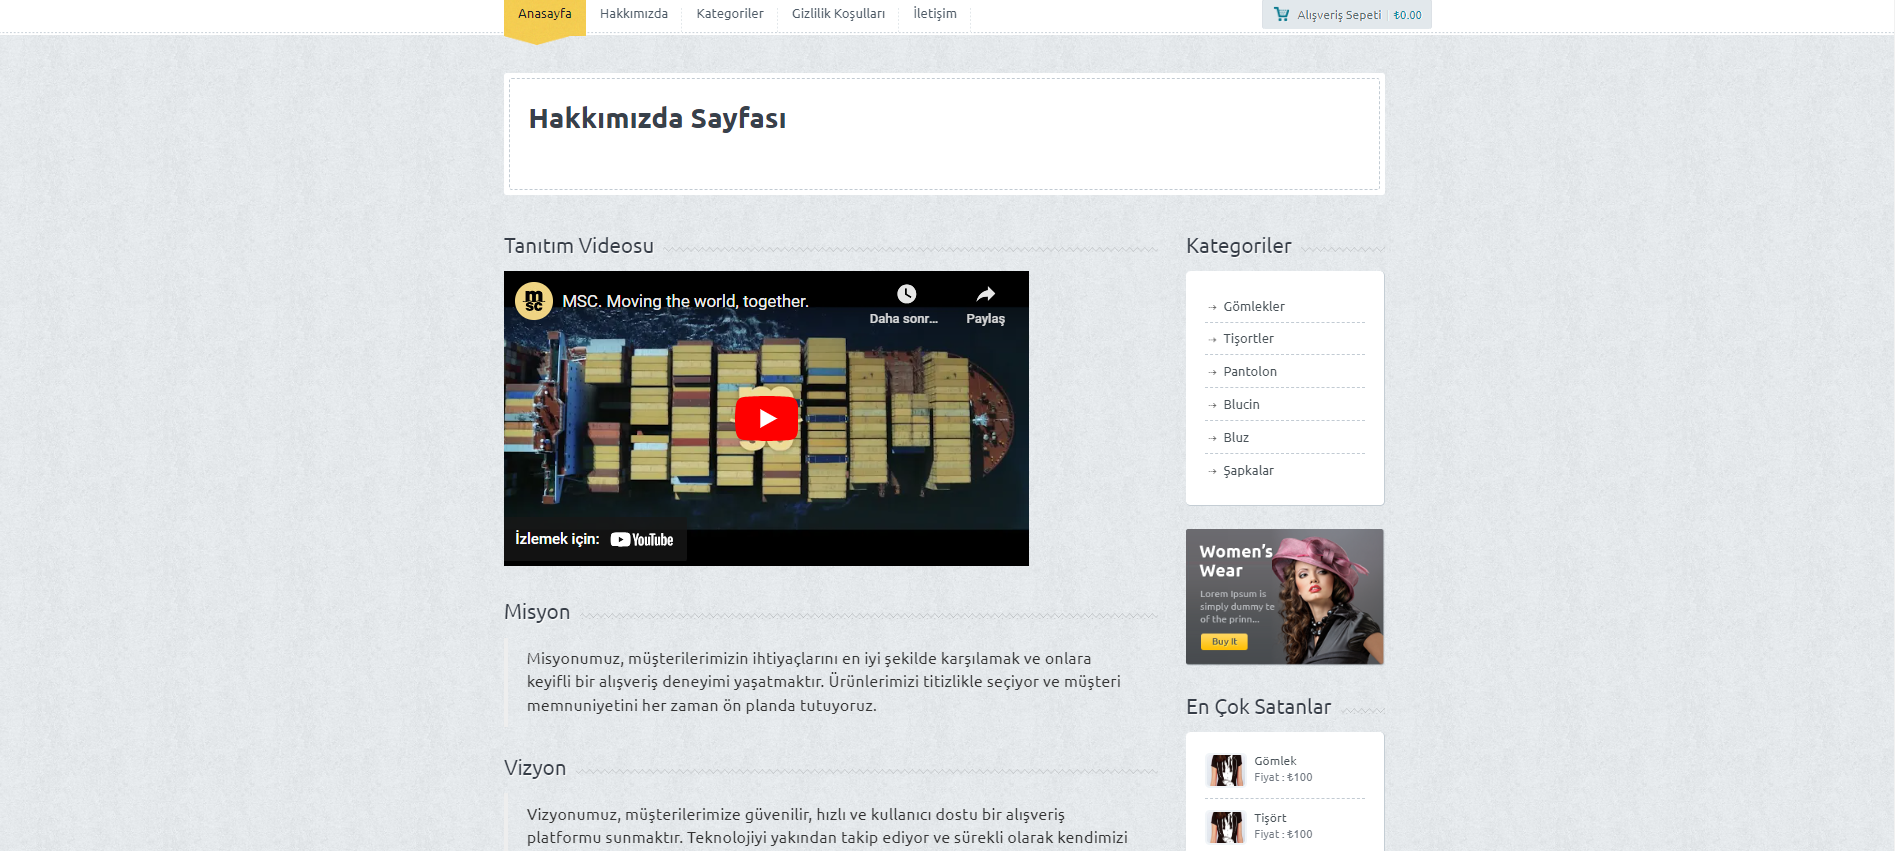 Anasayfa
Hakkımızda
Kategoriler
Gizlilik Koşulları
İletişim
Alışveriş Sepeti
₺0.00
Hakkımızda Sayfası
Tanıtım Videosu
msc
MSC. Moving the world, together.
Daha sonr...
Paylaş
İzlemek için: YouTube
Misyon
Misyonumuz, müşterilerimizin ihtiyaçlarını en iyi şekilde karşılamak ve onlara
keyifli bir alışveriş deneyimi yaşatmaktır. Ürünlerimizi titizlikle seçiyor ve müşteri
memnuniyetini her zaman ön planda tutuyoruz.
Vizyon
Vizyonumuz, müşterilerimize güvenilir, hızlı ve kullanıcı dostu bir alışveriş
platformu sunmaktır. Teknolojiyi yakından takip ediyor ve sürekli olarak kendimizi
Kategoriler
Gömlekler
Tişortler
Pantolon
Blucin
Bluz
Şapkalar
Women's
Wear
Lorem Ipsum is
simply dummy te
of the prinn...
Buy It
En Çok Satanlar
Gömlek
Fiyat : ₺100
Tişört
Fiyat : ₺100